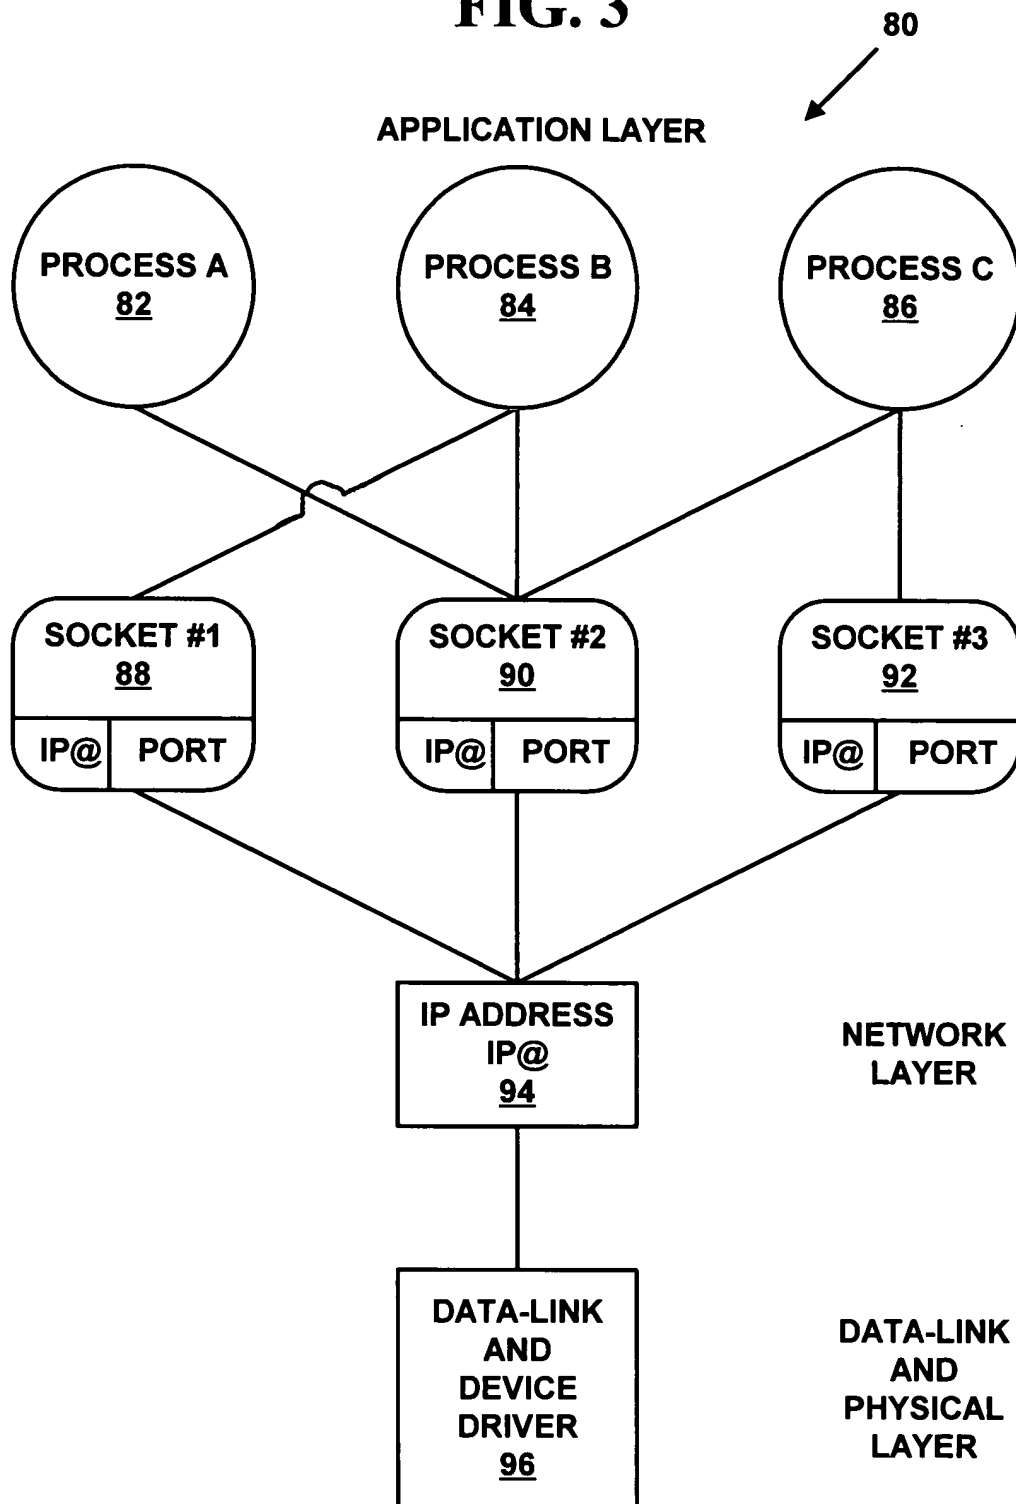 FIG. 3
80
APPLICATION LAYER
PROCESS A
82
PROCESS B
84
PROCESS C
86
SOCKET #1
88
IP@ PORT
SOCKET #2
90
IP@ PORT
SOCKET #3
92
IP@ PORT
IP ADDRESS
IP@
94
NETWORK
LAYER
DATA-LINK
AND
DEVICE
DRIVER
96
DATA-LINK
AND
PHYSICAL
LAYER